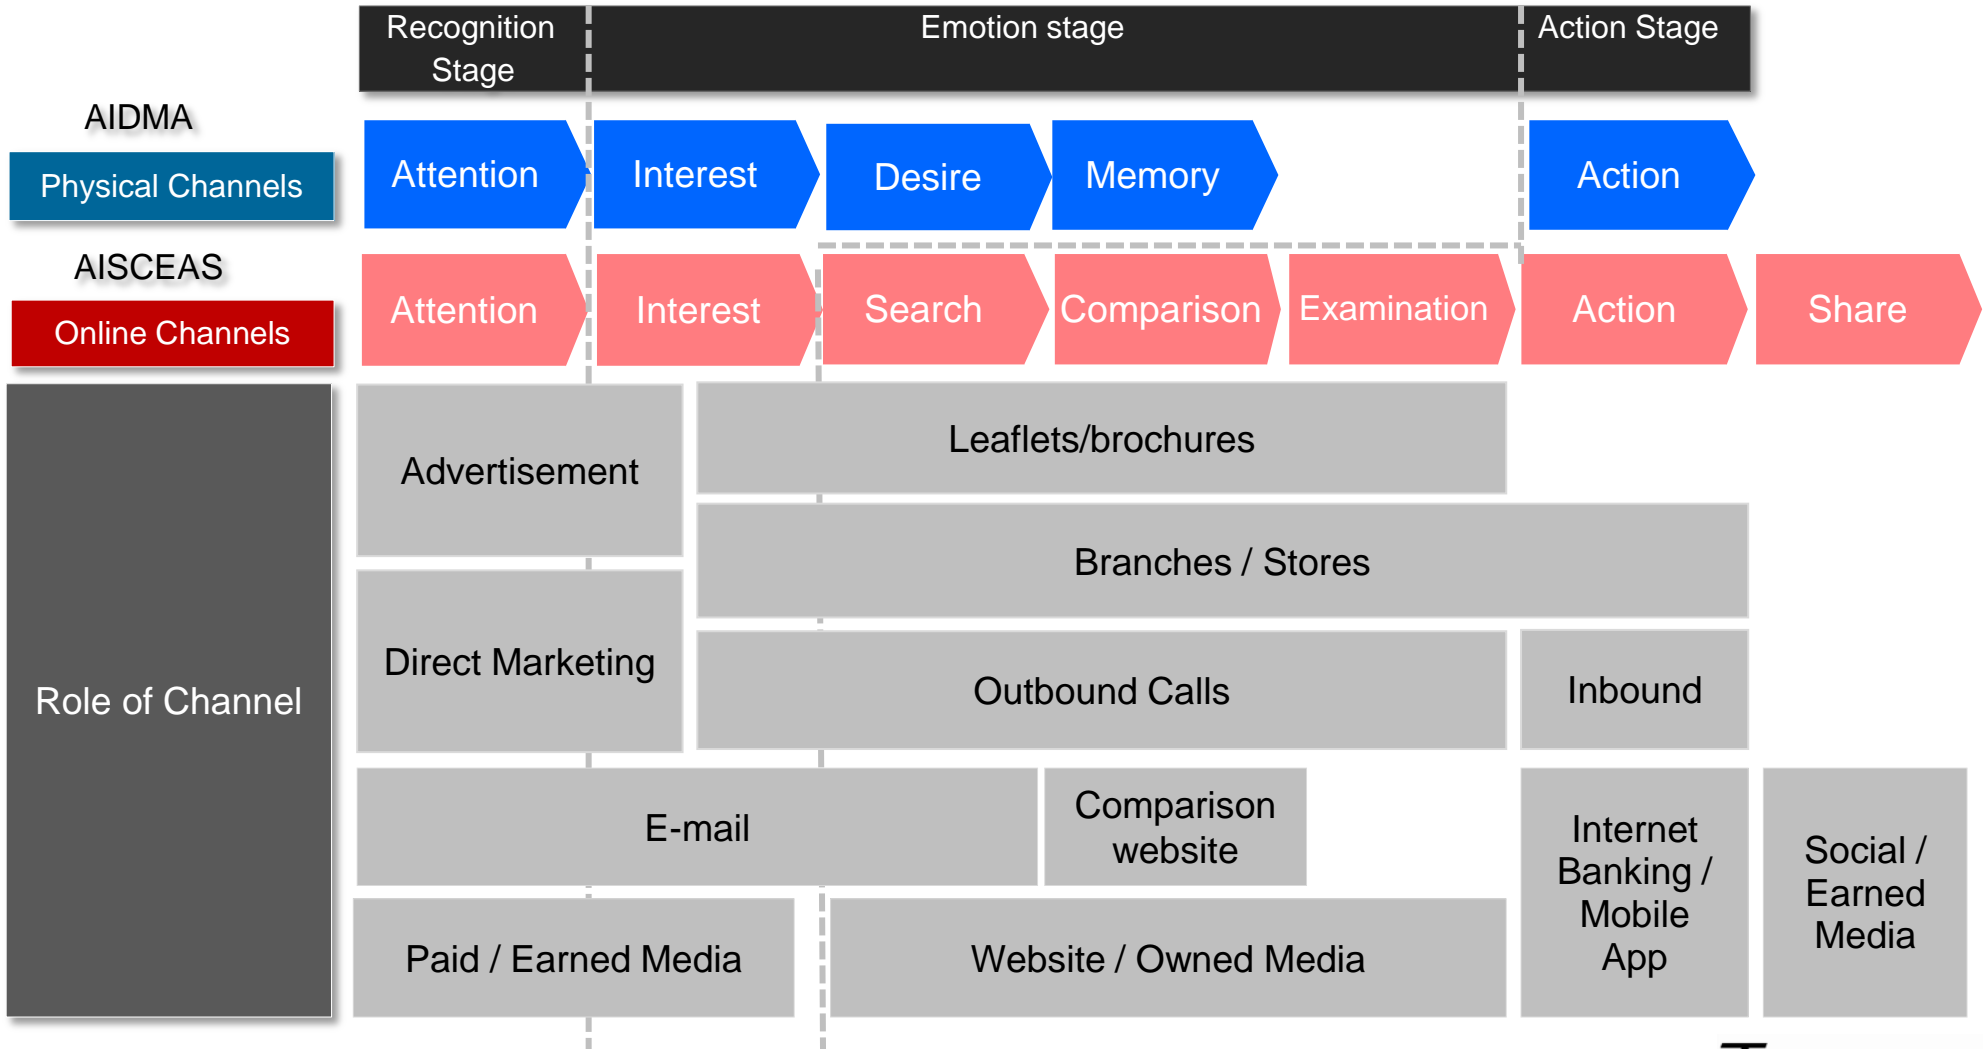 Recognition
Stage
Emotion stage
Action Stage
AIDMA
Physical Channels
Attention
Interest
Desire
Memory
Action
AISCEAS
Online Channels
Attention
Interest
Search
Comparison
Examination
Action
Share
Role of Channel
Advertisement
Leaflets/brochures
Branches / Stores
Direct Marketing
Outbound Calls
Inbound
E-mail
Comparison
website
Internet
Banking /
Mobile
App
Social /
Earned
Media
Paid / Earned Media
Website / Owned Media